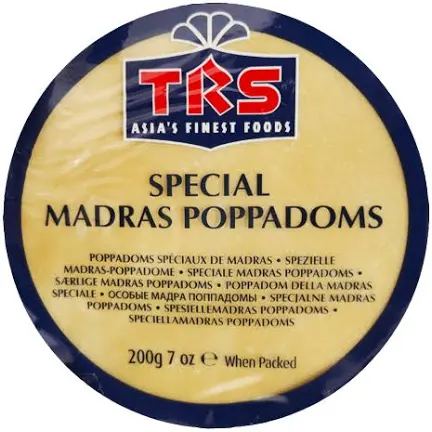 TRS
ASIA'S FINEST FOODS
SPECIAL
MADRAS POPPADOMS
POPPADOMS SPÉCIAUX DE MADRAS • SPEZIELLE
MADRAS-POPPADOME • SPECIALE MADRAS POPPADOMS •
SÆRLIGE MADRAS POPPADOMS • POPPADOM DELLA MADRAS
SPECIALE • ОСОБЫЕ МАДРА ПОППАДОМЫ • SPECJALNE MADRAS
POPPADOMS • SPESIELLEMADRAS POPPADOMS •
SPECIELLAMADRAS POPPADOMS
200g 7 oz ℮ When Packed